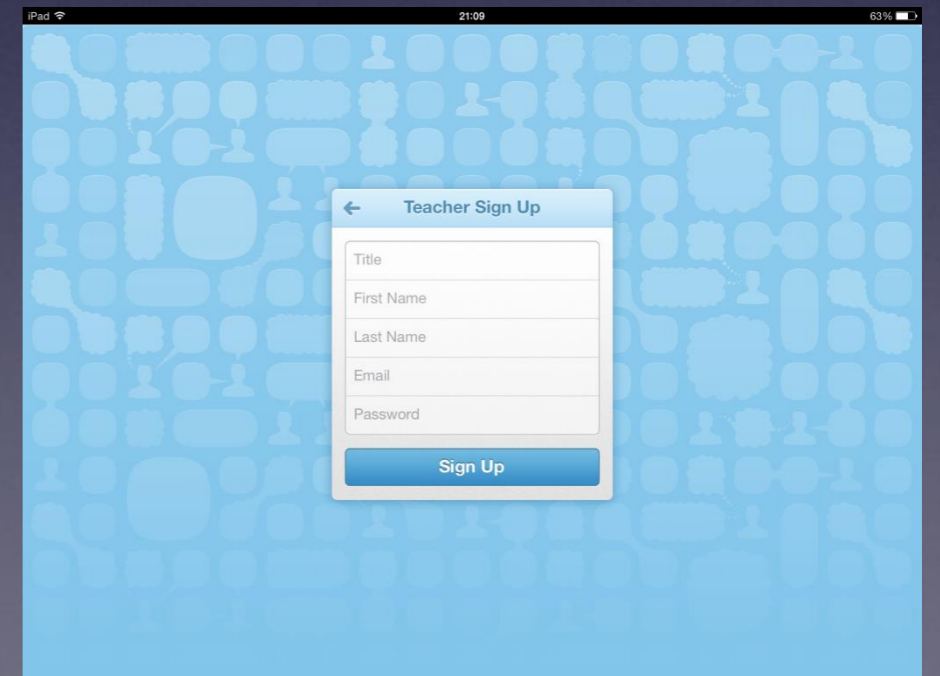 iPad 21:09 63%
Teacher Sign Up
Title
First Name
Last Name
Email
Password
Sign Up